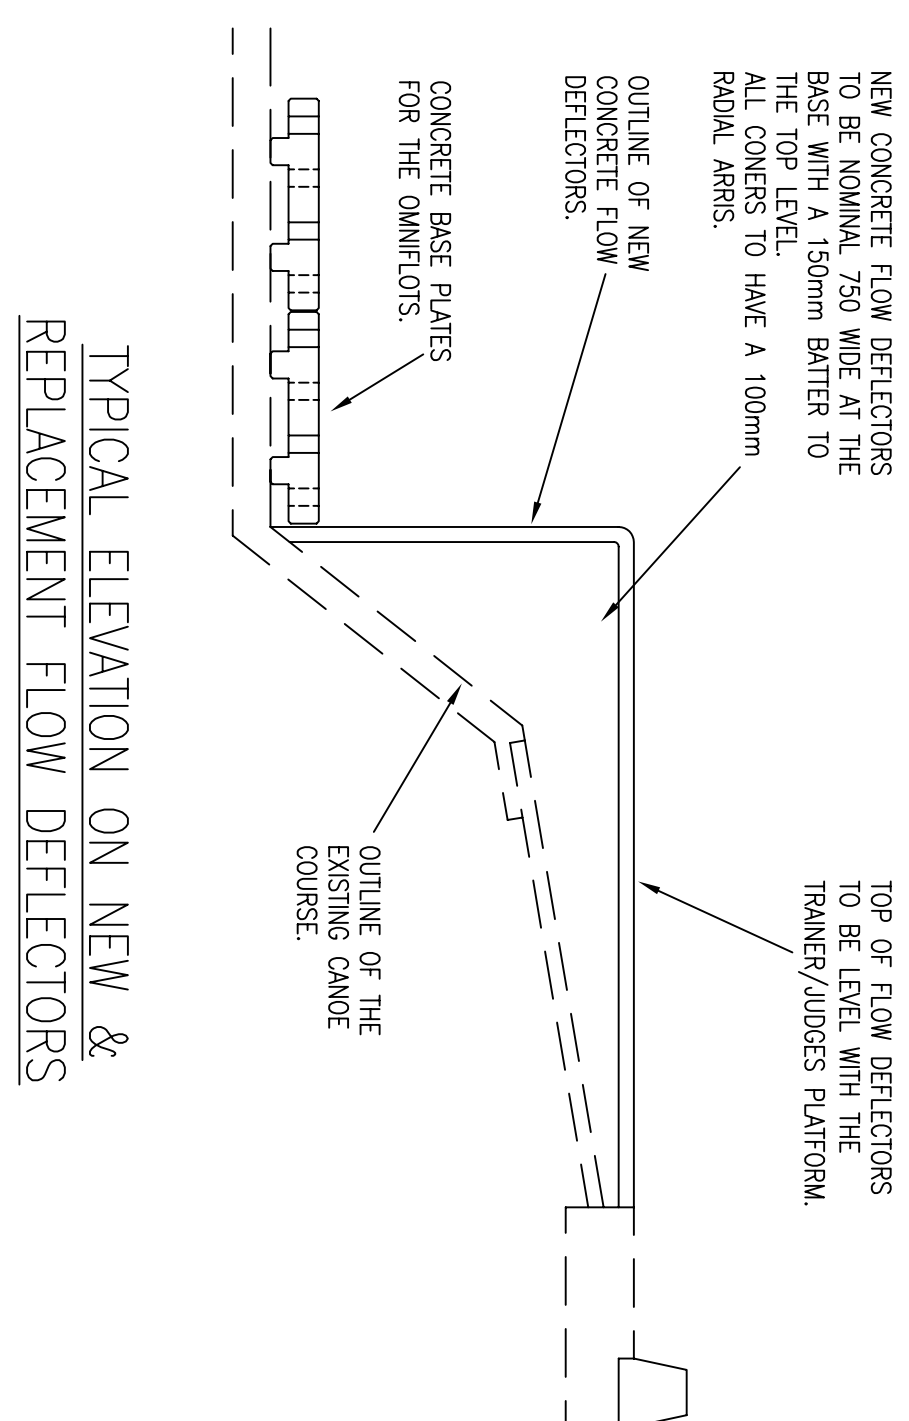 NEW CONCRETE FLOW DEFLECTORS
TO BE NOMINAL 750 WIDE AT THE
BASE WITH A 150mm BATTER TO
THE TOP LEVEL.
ALL CONERS TO HAVE A 100mm
RADIAL ARRIS.
OUTLINE OF NEW
CONCRETE FLOW
DEFLECTORS.
CONCRETE BASE PLATES
FOR THE OMNIFLOTS.
TOP OF FLOW DEFLECTORS
TO BE LEVEL WITH THE
TRAINER/JUDGES PLATFORM.
OUTLINE OF THE
EXISTING CANOE
COURSE.
TYPICAL ELEVATION ON NEW &
REPLACEMENT FLOW DEFLECTORS